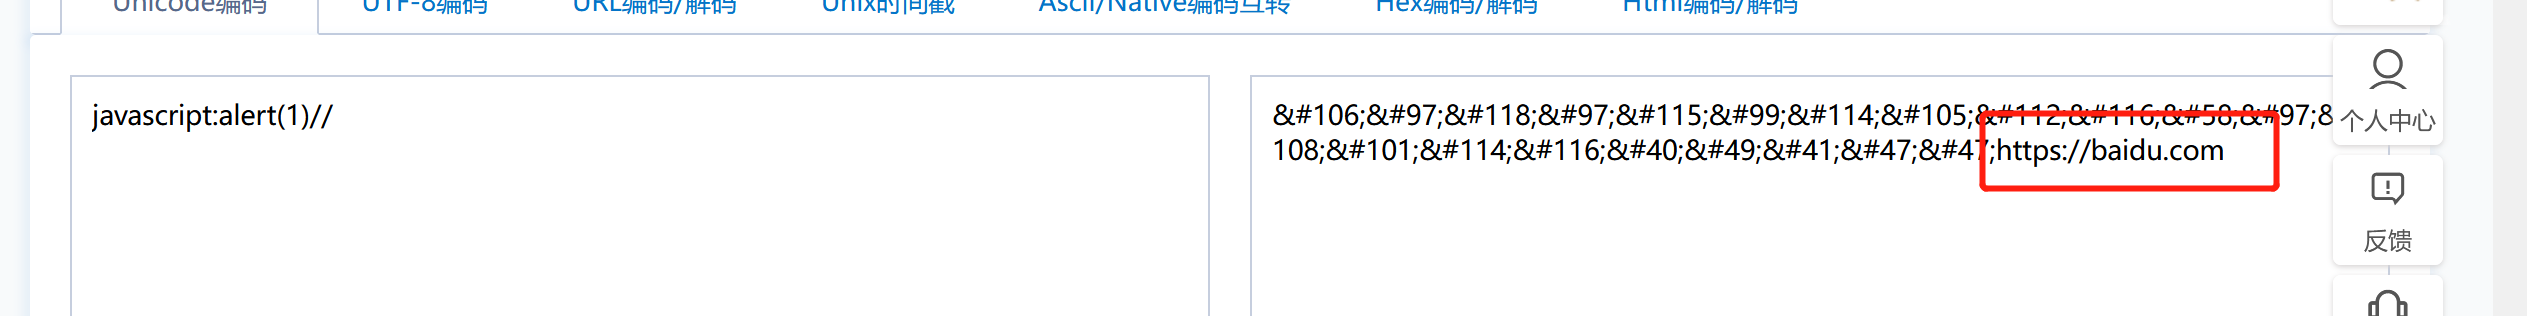 Unicode编码 UTF-8编码 URL编码/解码 Unix时间戳 Ascii/Native编码互转 Hex编码/解码 Html编码/解码
javascript:alert(1)//
&#106;&#97;&#118;&#97;&#115;&#99;&#114;&#105;&#112;&#116;&#58;&#97;&
108;&#101;&#114;&#116;&#40;&#49;&#41;&#47;&#47;https://baidu.com
个人中心
反馈